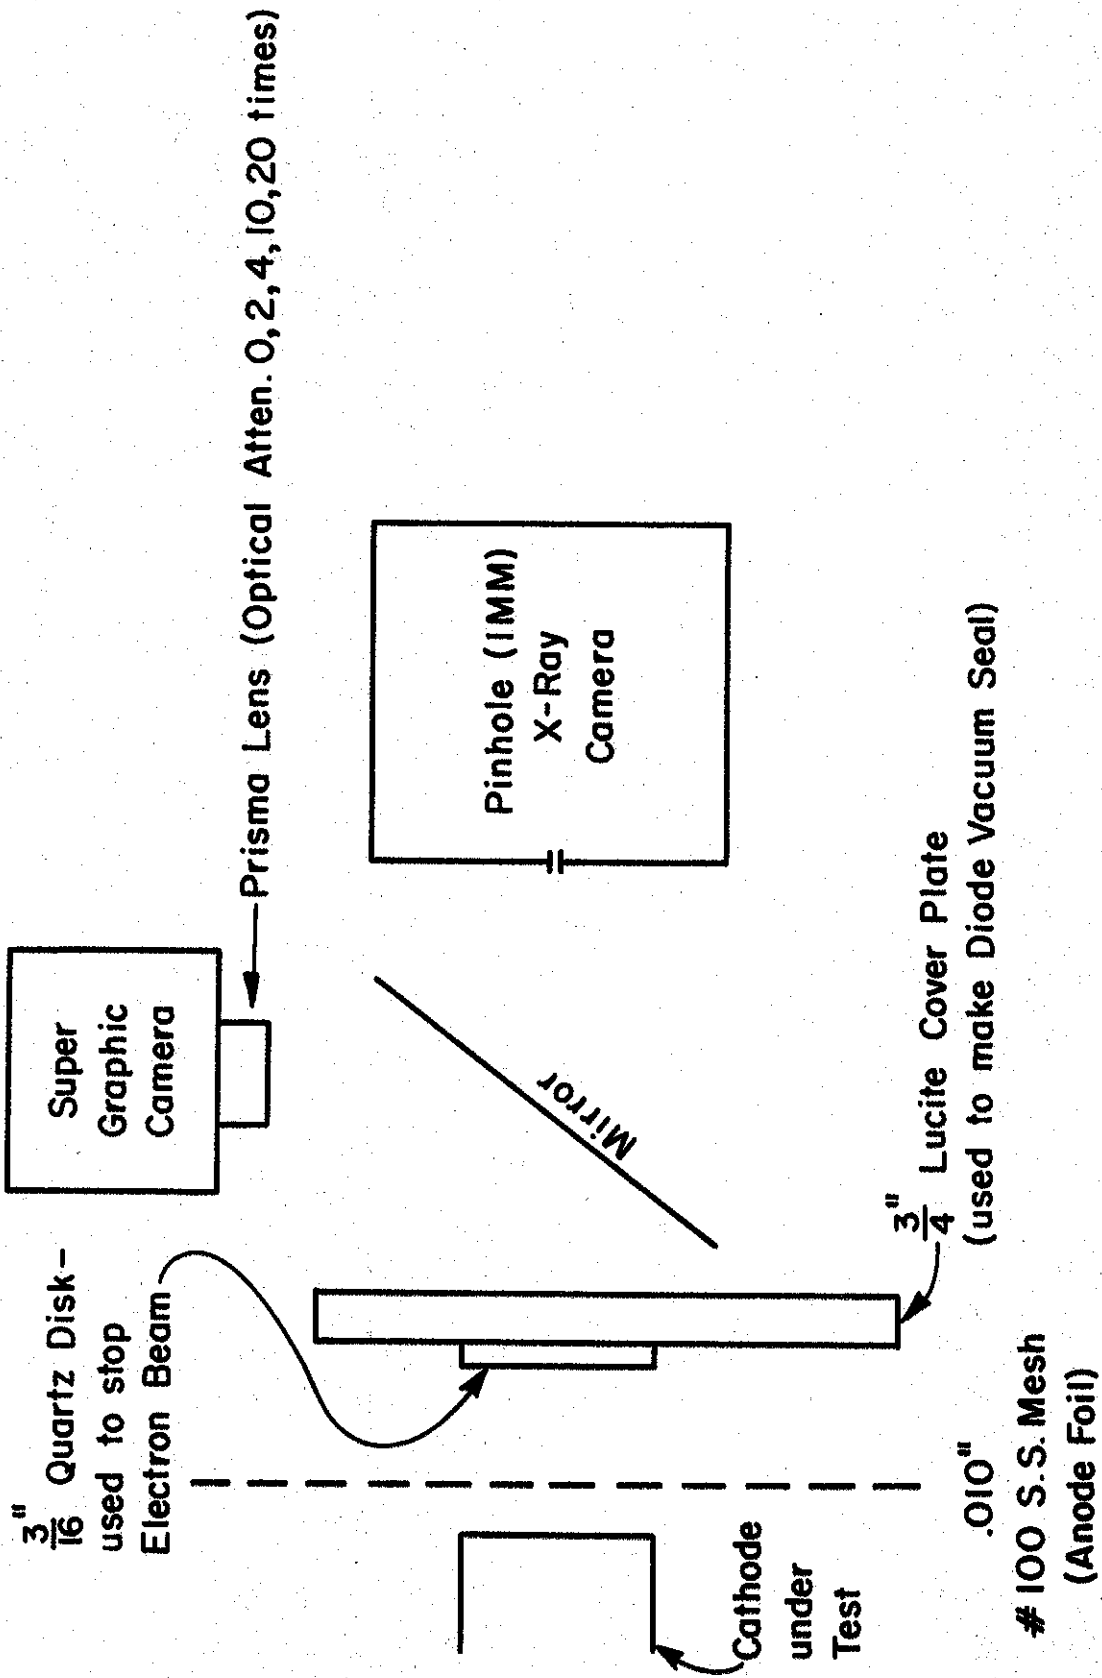 3/16" Quartz Disk-
used to stop
Electron Beam
Super
Graphic
Camera
Prisma Lens (Optical Atten. 0, 2, 4, 10, 20 times)
Mirror
Pinhole (1MM)
X-Ray
Camera
Cathode
under
Test
.010"
#100 S.S. Mesh
(Anode Foil)
3/4" Lucite Cover Plate
(used to make Diode Vacuum Seal)